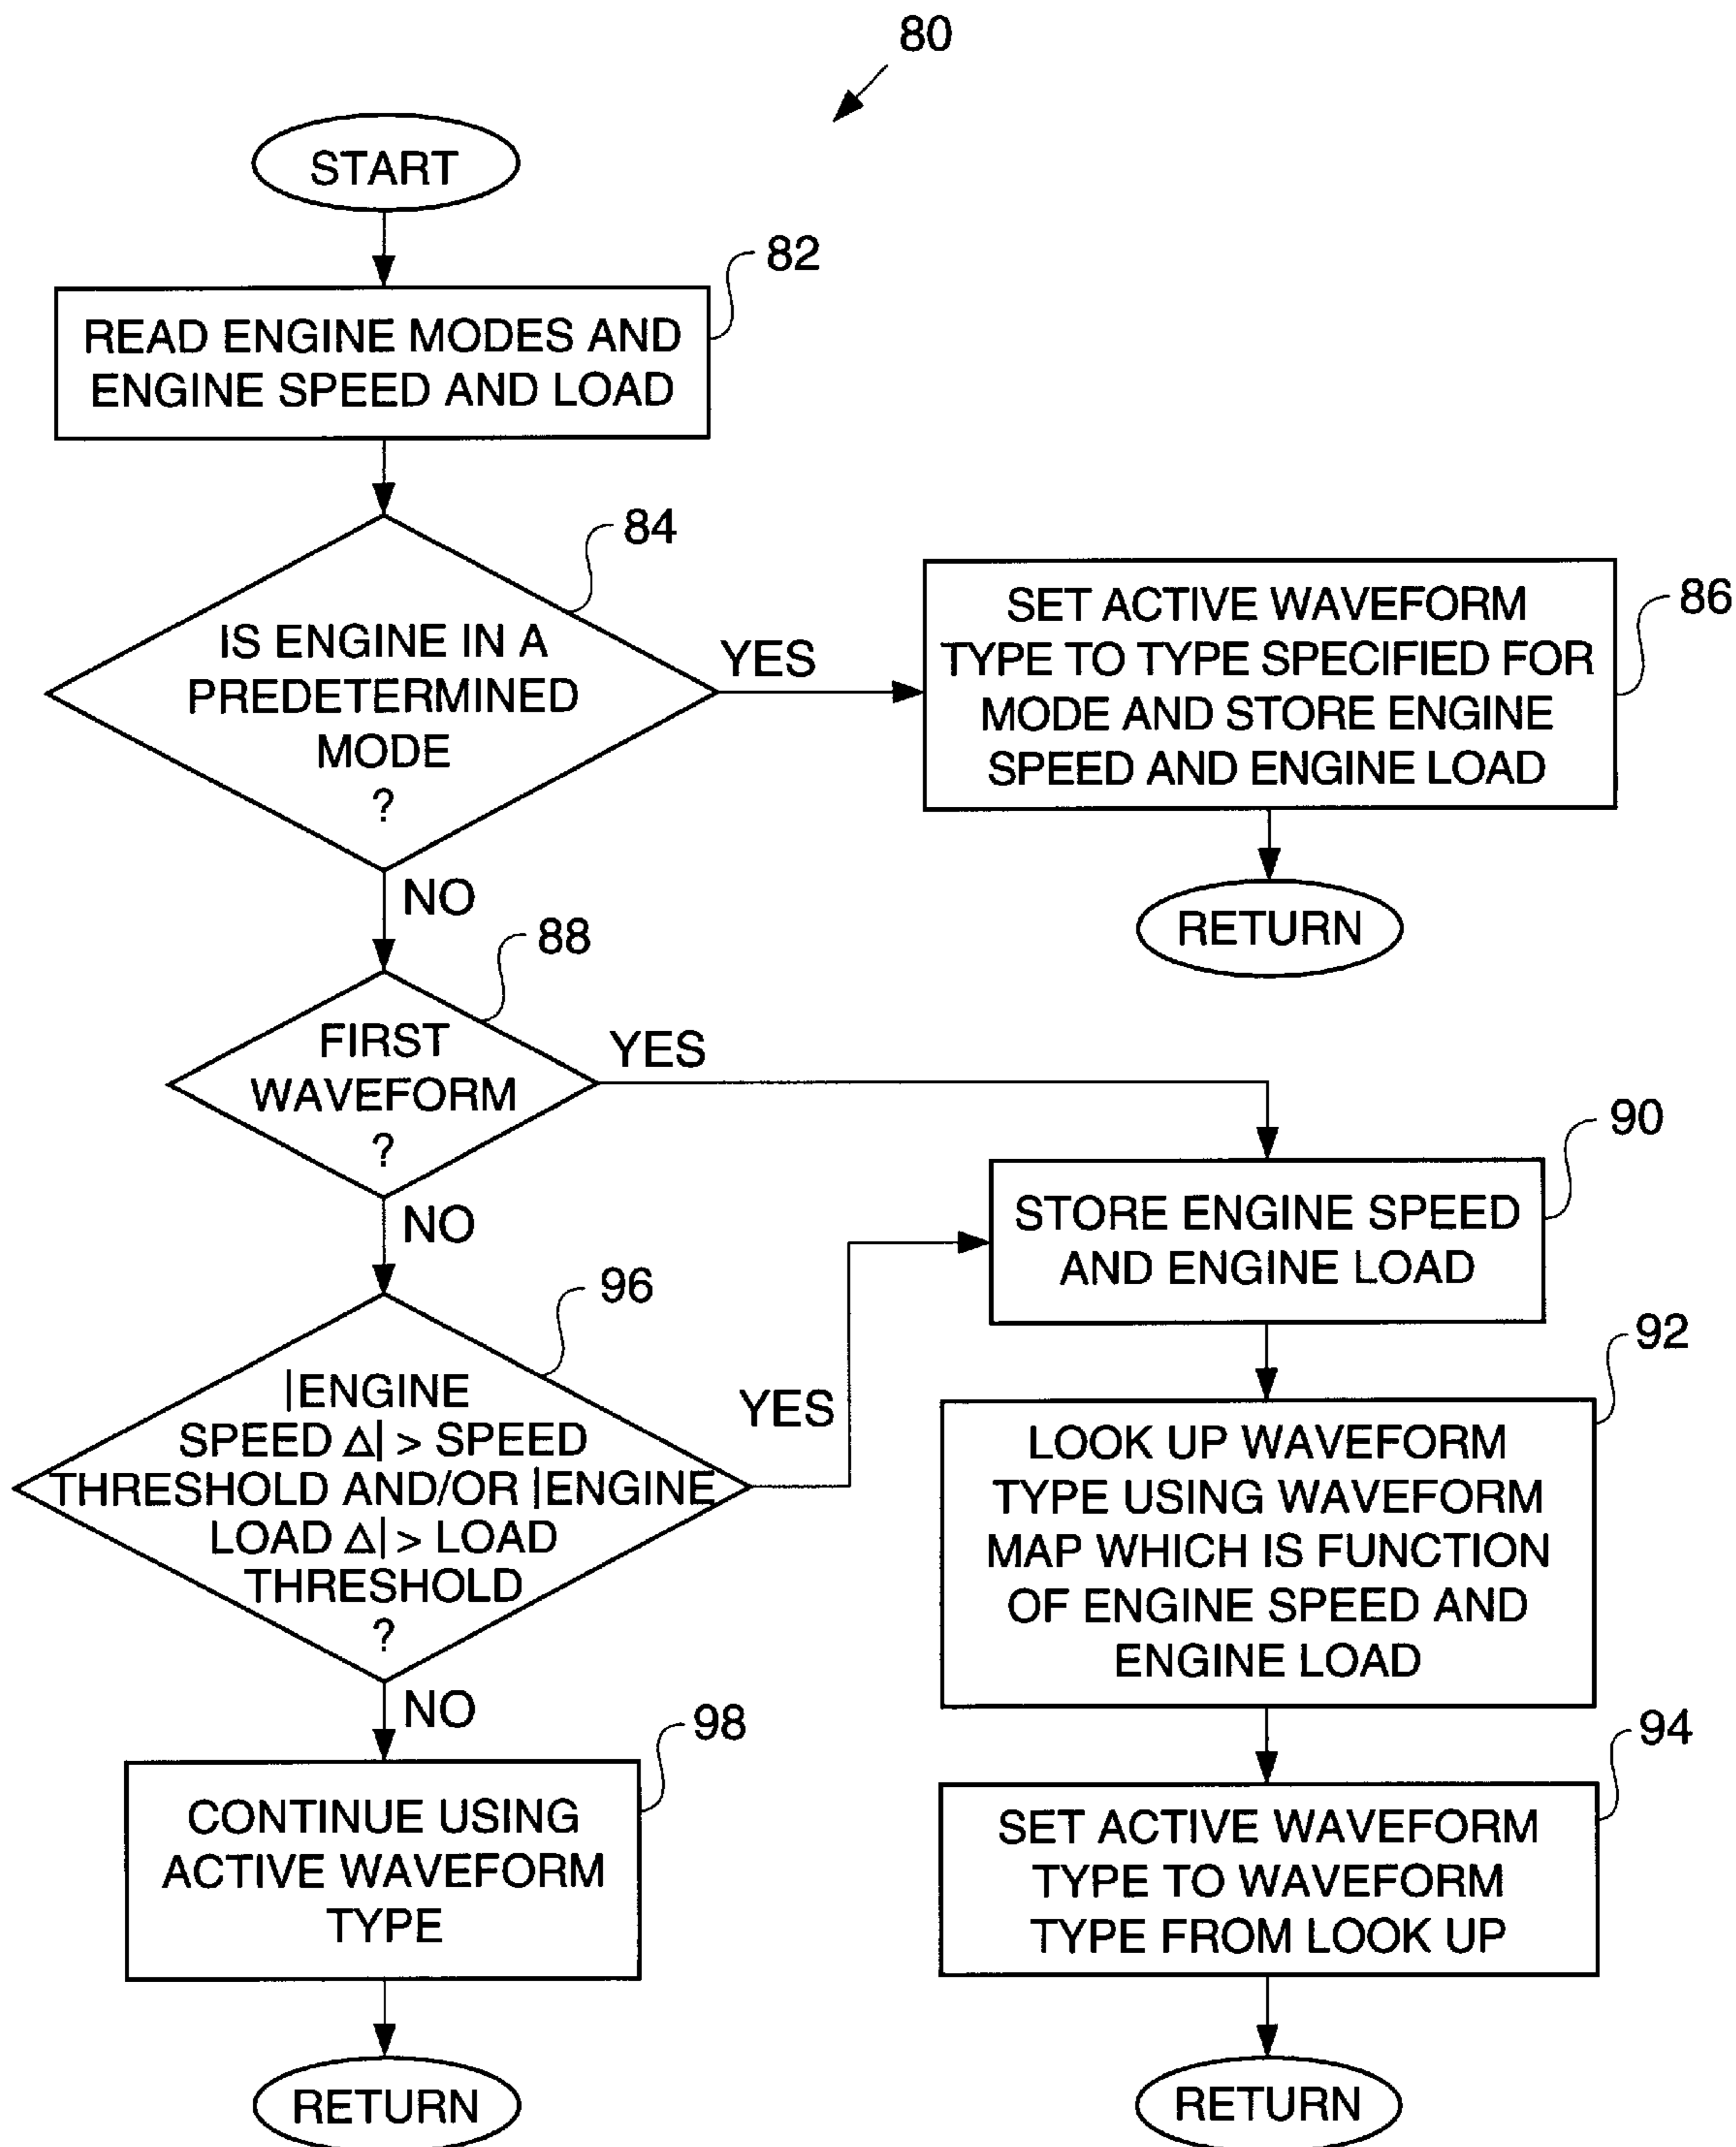 80
START
82
READ ENGINE MODES AND
ENGINE SPEED AND LOAD
84
IS ENGINE IN A
PREDETERMINED
MODE
?
YES
86
SET ACTIVE WAVEFORM
TYPE TO TYPE SPECIFIED FOR
MODE AND STORE ENGINE
SPEED AND ENGINE LOAD
RETURN
NO
88
FIRST
WAVEFORM
?
YES
90
STORE ENGINE SPEED
AND ENGINE LOAD
NO
96
|ENGINE
SPEED Δ| > SPEED
THRESHOLD AND/OR |ENGINE
LOAD Δ| > LOAD
THRESHOLD
?
YES
92
LOOK UP WAVEFORM
TYPE USING WAVEFORM
MAP WHICH IS FUNCTION
OF ENGINE SPEED AND
ENGINE LOAD
NO
98
CONTINUE USING
ACTIVE WAVEFORM
TYPE
94
SET ACTIVE WAVEFORM
TYPE TO WAVEFORM
TYPE FROM LOOK UP
RETURN
RETURN